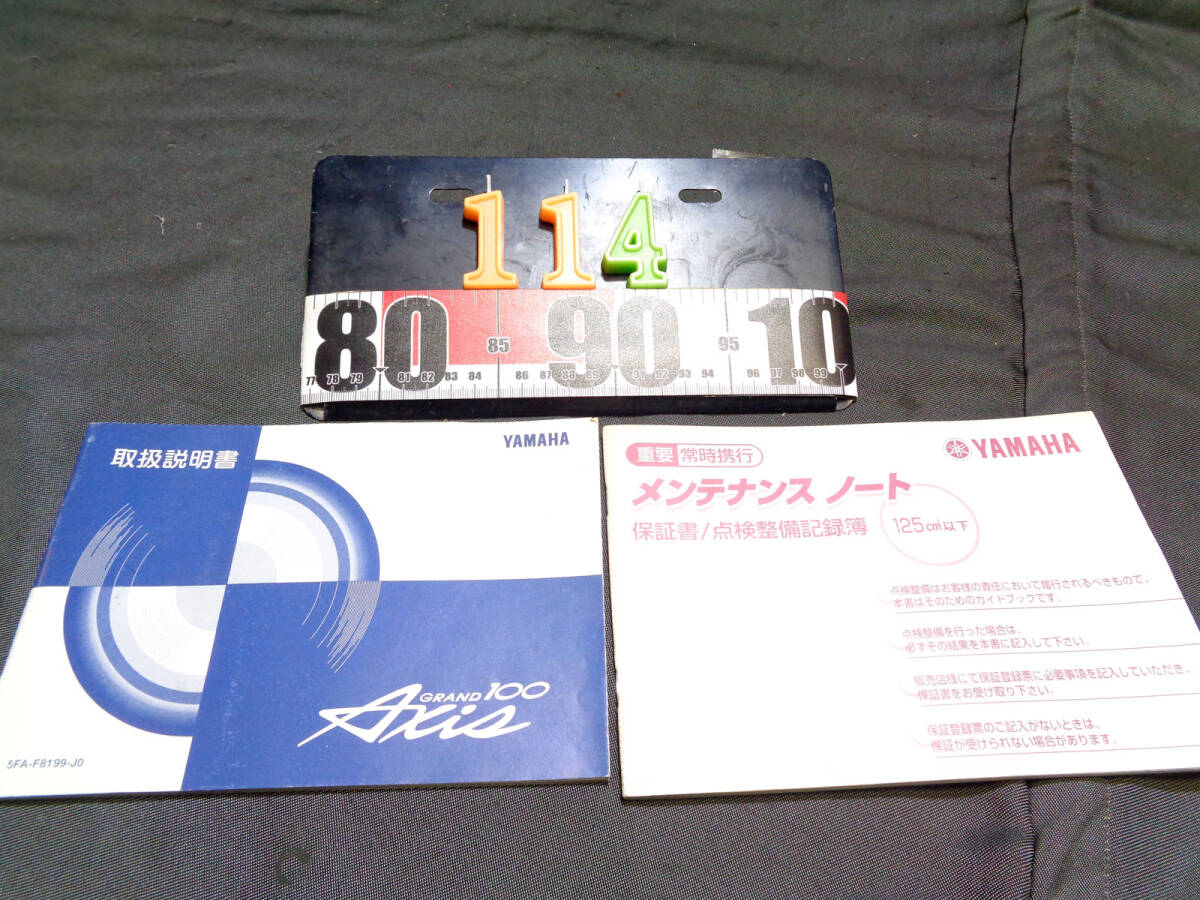 114
80 90 10
85 95
77 78 79 81 82 83 84 86 87 88 89 91 92 93 94 96 97 98 99
取扱説明書
YAMAHA
GRAND 100
Axis
5FA-F8199-J0
重要 常時携行
YAMAHA
メンテナンス ノート
保証書/点検整備記録簿
125cm³以下
点検整備はお客様の責任において履行されるべきもので、
本書はそのためのガイドブックです。
点検整備を行った場合は、
必ずその結果を本書に記入して下さい。
販売店様にて保証登録票に必要事項を記入していただき、
保証書をお受け取り下さい。
保証登録票のご記入がないときは、
保証が受けられない場合があります。